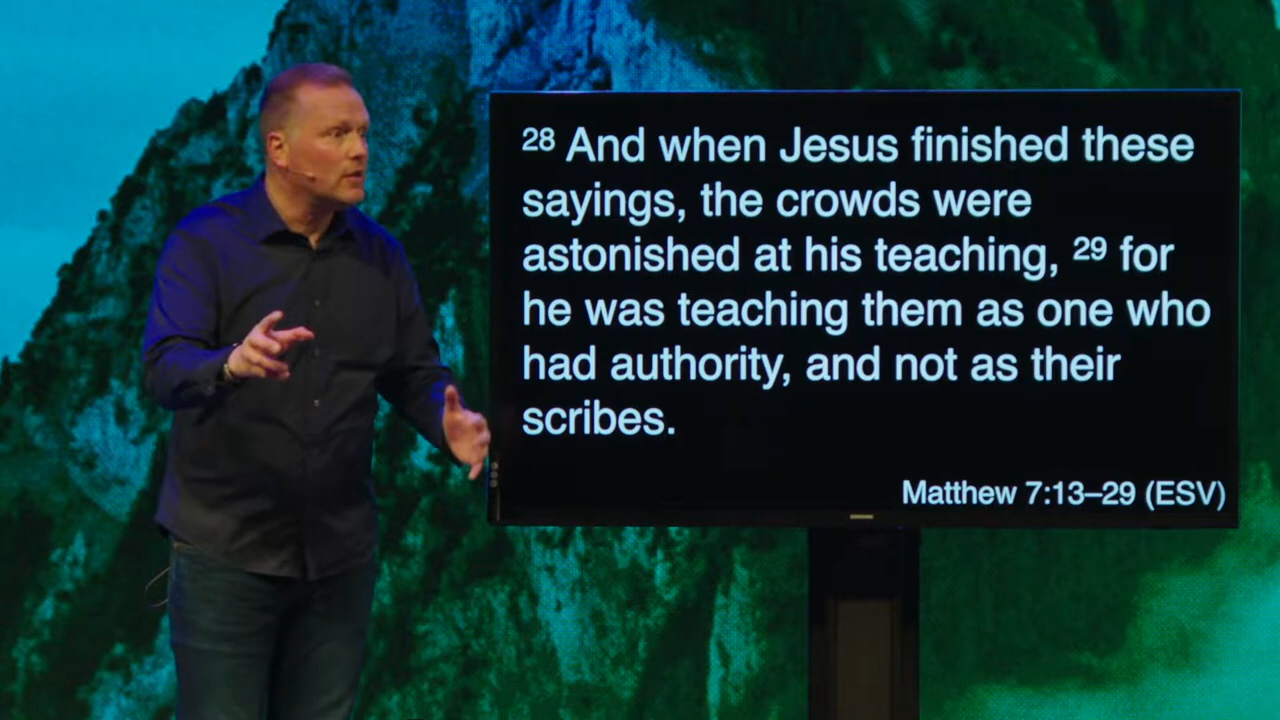 28 And when Jesus finished these
sayings, the crowds were
astonished at his teaching, 29 for
he was teaching them as one who
had authority, and not as their
scribes.
Matthew 7:13–29 (ESV)